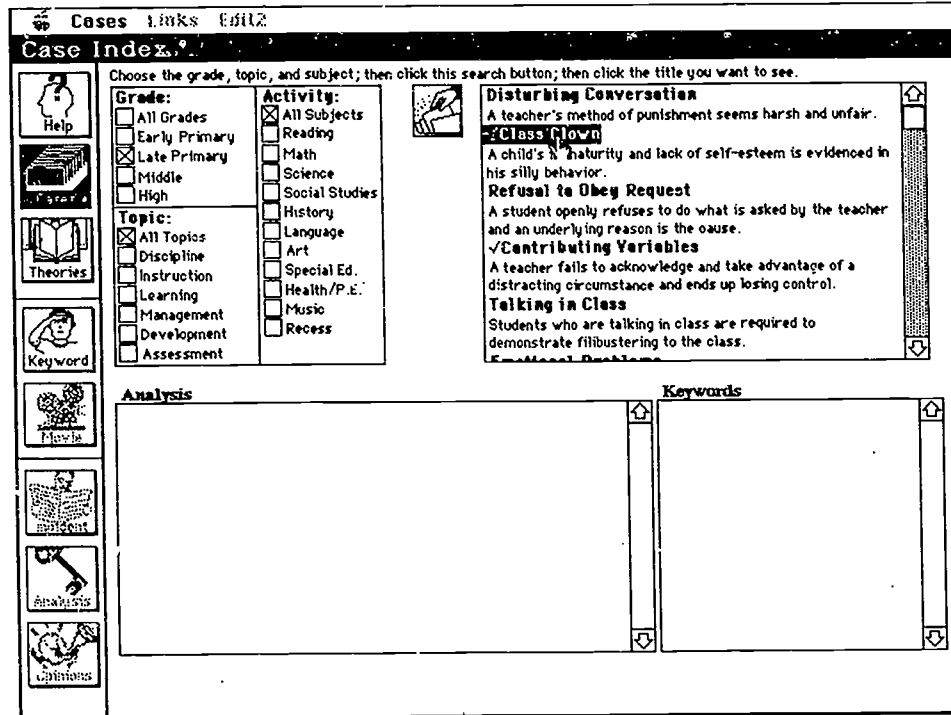 Cases Links Edit2
Case Index
Choose the grade, topic, and subject; then click this search button; then click the title you want to see.
Help
Theories
Keyword
Movie
Incident
Analysis
Opinions
Grade:
All Grades
Early Primary
Late Primary
Middle
High
Topic:
All Topics
Discipline
Instruction
Learning
Management
Development
Assessment
Activity:
All Subjects
Reading
Math
Science
Social Studies
History
Language
Art
Special Ed.
Health/P.E.
Music
Recess
Disturbing Conversation
A teacher's method of punishment seems harsh and unfair.
√Class Clown
A child's maturity and lack of self-esteem is evidenced in
his silly behavior.
Refusal to Obey Request
A student openly refuses to do what is asked by the teacher
and an underlying reason is the cause.
√Contributing Variables
A teacher fails to acknowledge and take advantage of a
distracting circumstance and ends up losing control.
Talking in Class
Students who are talking in class are required to
demonstrate filibustering to the class.
Emotional Problems
Analysis
Keywords